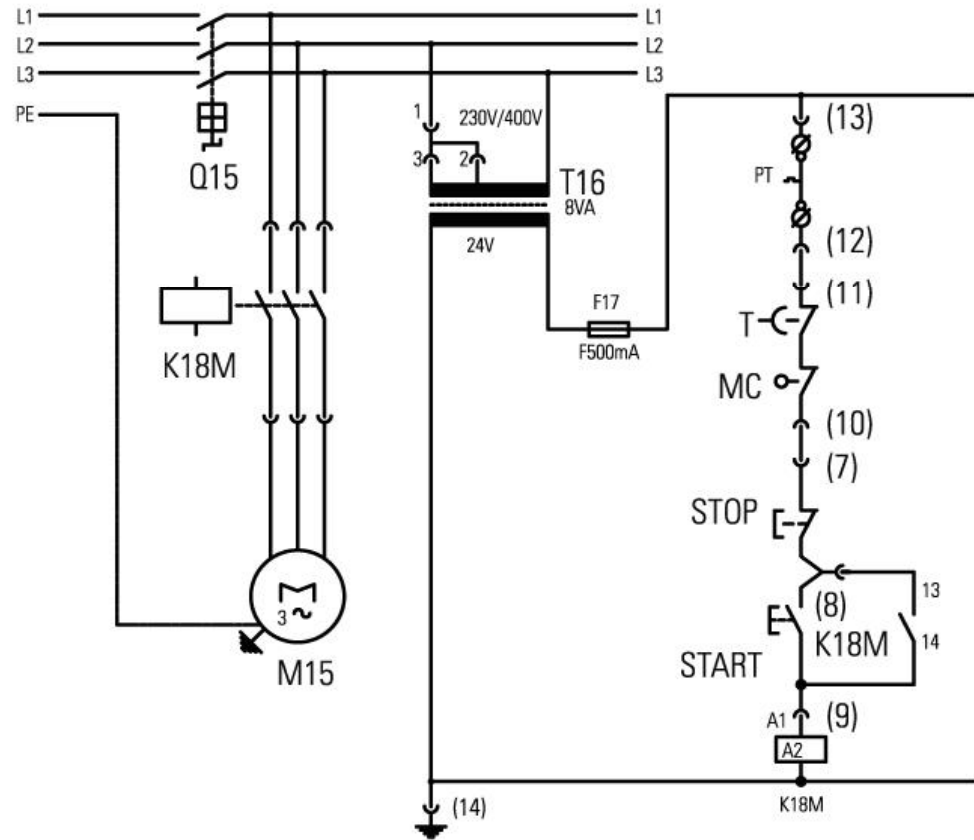 L1 L1
L2 L2
L3 L3
PE
1 230V/400V
(13)
3 2
Q15
T16
PT
8VA
24V
(12)
(11)
F17
T
F500mA
K18M
MC
(10)
(7)
STOP
13
3
(8)
K18M 14
M15
START
A1 (9)
A2
(14)
K18M